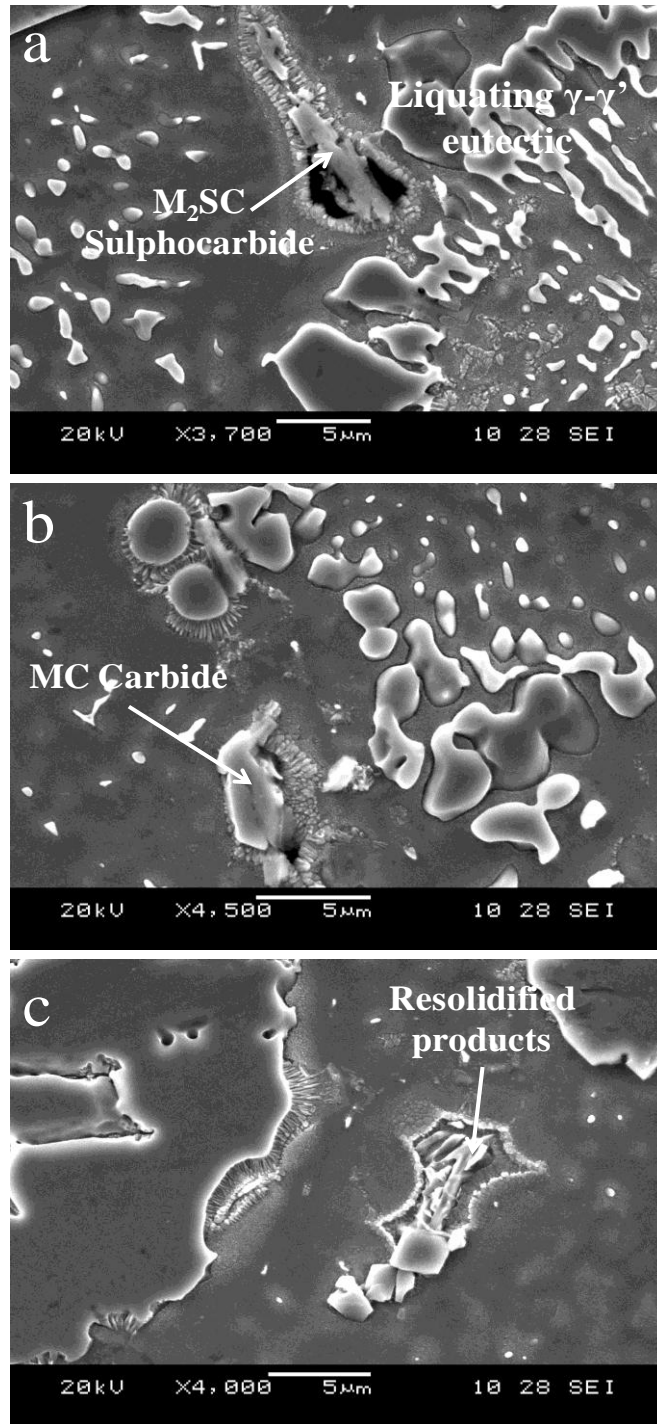 a
Liquating γ-γ’
eutectic
M₂SC
Sulphocarbide
20kV X3,700 5µm 10 28 SEI
b
MC Carbide
20kV X4,500 5µm 10 28 SEI
c
Resolidified
products
20kV X4,000 5µm 10 28 SEI